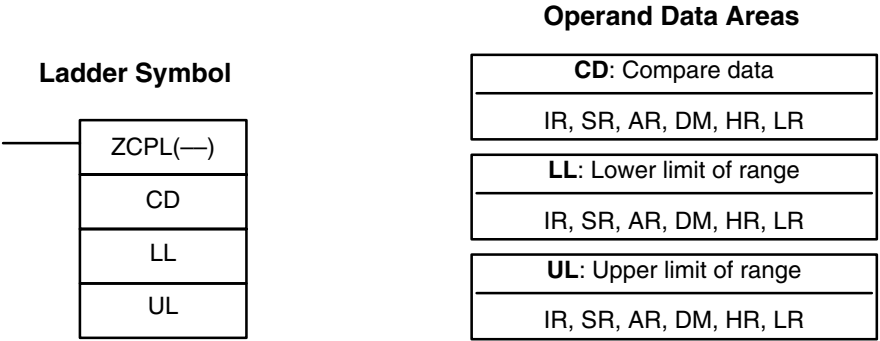 Ladder Symbol
ZCPL(––)
CD
LL
UL
Operand Data Areas
CD: Compare data
IR, SR, AR, DM, HR, LR
LL: Lower limit of range
IR, SR, AR, DM, HR, LR
UL: Upper limit of range
IR, SR, AR, DM, HR, LR